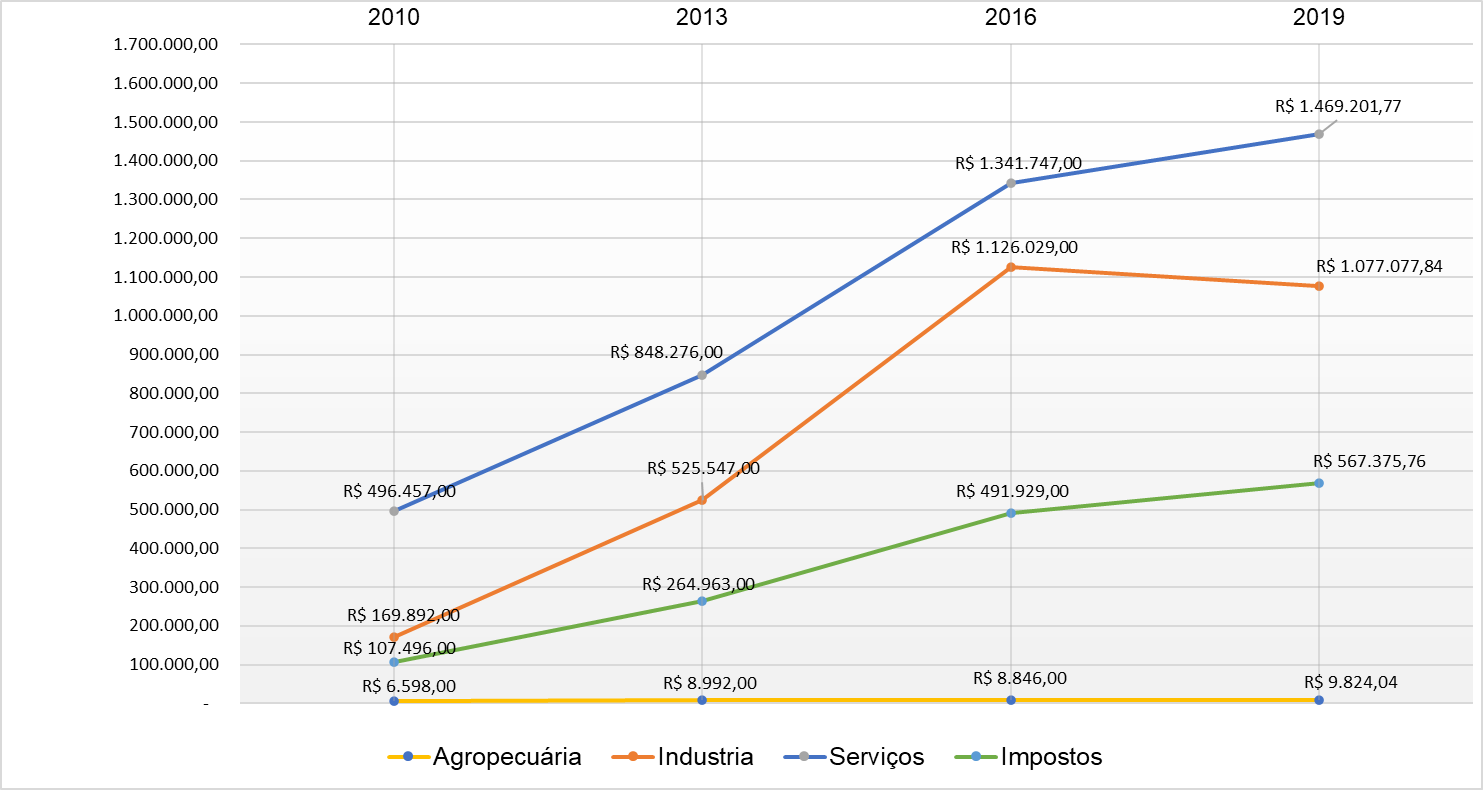 2010 2013 2016 2019
1.700.000,00
1.600.000,00
1.500.000,00
1.400.000,00
1.300.000,00
1.200.000,00
1.100.000,00
1.000.000,00
900.000,00
800.000,00
700.000,00
600.000,00
500.000,00
400.000,00
300.000,00
200.000,00
100.000,00
-
R$ 496.457,00
R$ 848.276,00
R$ 1.341.747,00
R$ 1.469.201,77
R$ 169.892,00
R$ 525.547,00
R$ 1.126.029,00
R$ 1.077.077,84
R$ 107.496,00
R$ 264.963,00
R$ 491.929,00
R$ 567.375,76
R$ 6.598,00
R$ 8.992,00
R$ 8.846,00
R$ 9.824,04
Agropecuária Industria Serviços Impostos